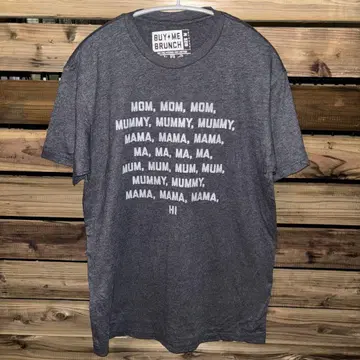 BUY ME
BRUNCH
MOM, MOM, MOM,
MUMMY, MUMMY, MUMMY,
MAMA, MAMA, MAMA,
MA, MA, MA, MA,
MUM, MUM, MUM, MUM,
MUMMY, MUMMY,
MAMA, MAMA, MAMA,
HI